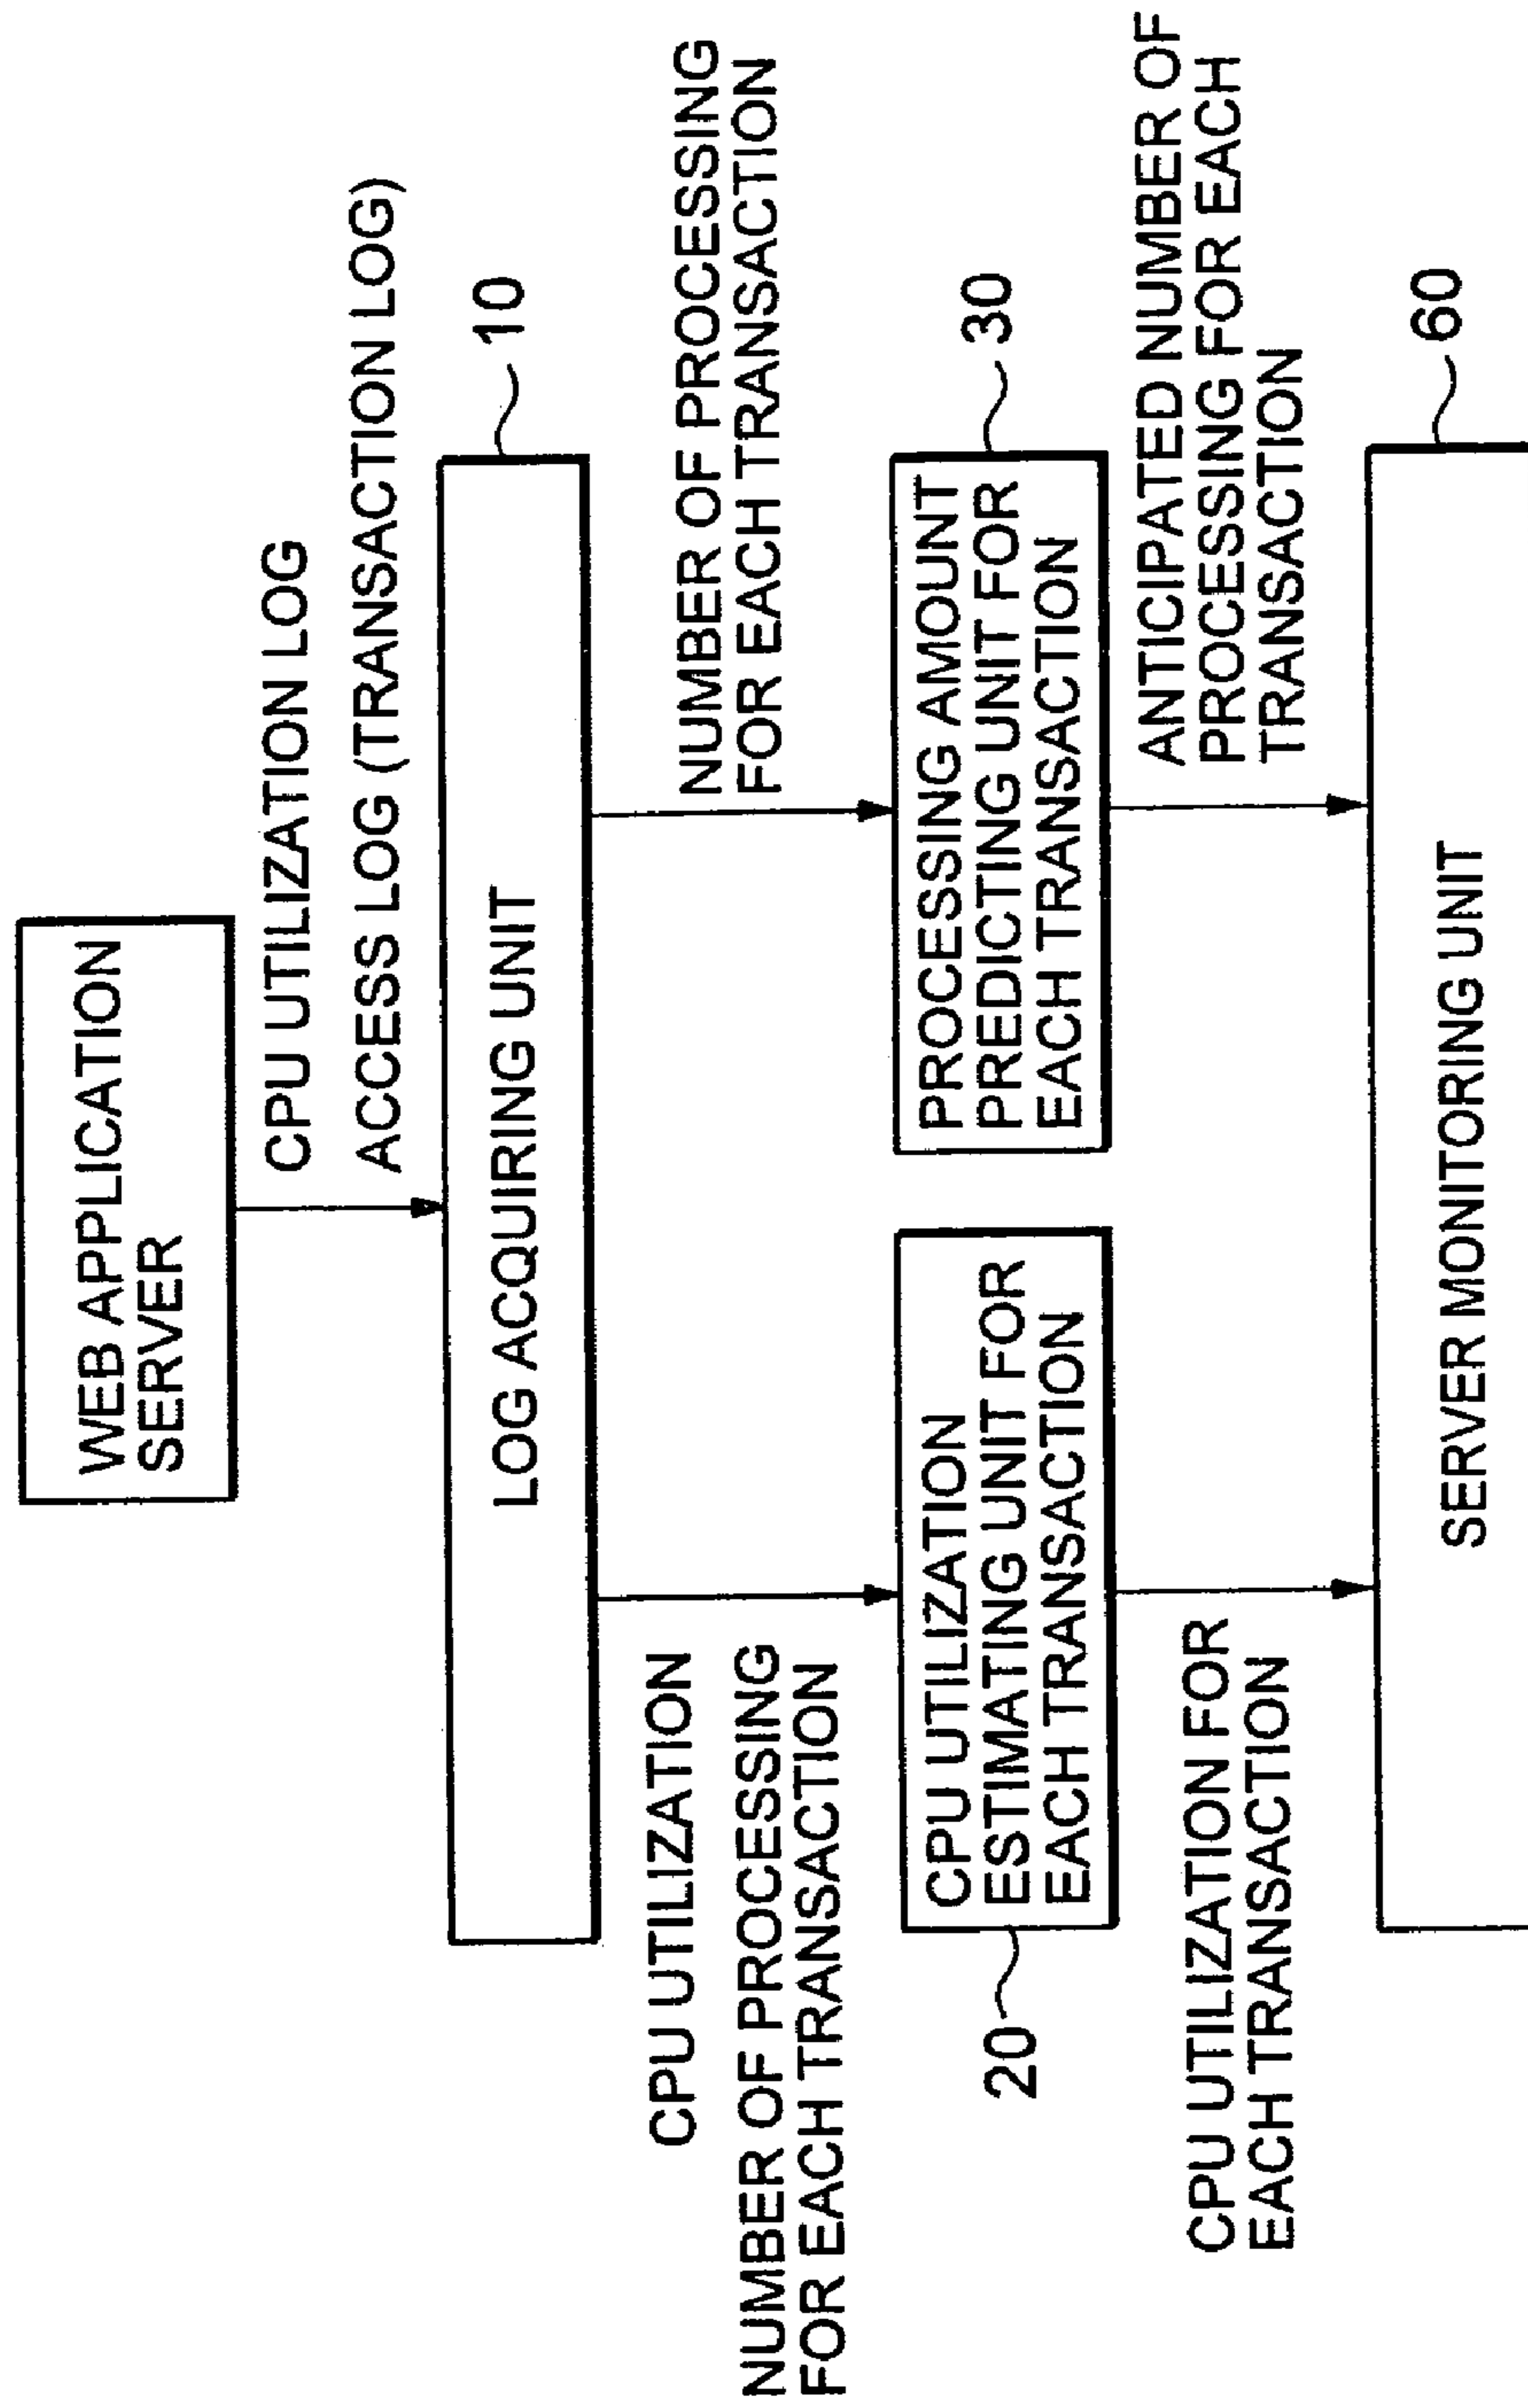 WEB APPLICATION
SERVER
CPU UTILIZATION LOG
ACCESS LOG (TRANSACTION LOG)
10
LOG ACQUIRING UNIT
CPU UTILIZATION
NUMBER OF PROCESSING
FOR EACH TRANSACTION
NUMBER OF PROCESSING
FOR EACH TRANSACTION
20
CPU UTILIZATION
ESTIMATING UNIT FOR
EACH TRANSACTION
PROCESSING AMOUNT
PREDICTING UNIT FOR
EACH TRANSACTION
30
CPU UTILIZATION FOR
EACH TRANSACTION
ANTICIPATED NUMBER OF
PROCESSING FOR EACH
TRANSACTION
60
SERVER MONITORING UNIT